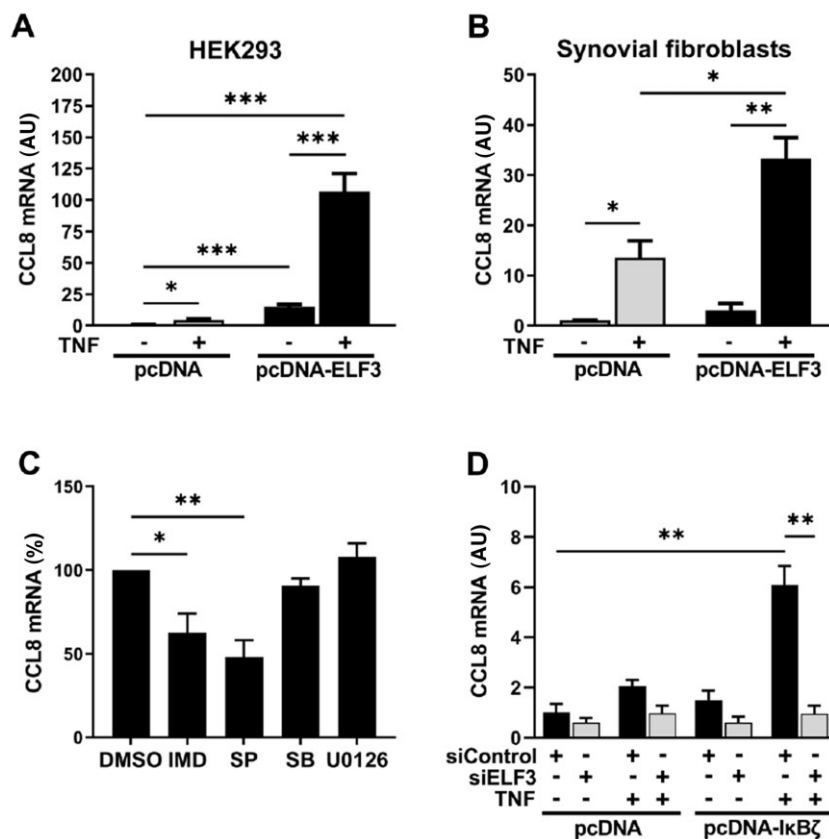 A
HEK293
CCL8 mRNA (AU)
200
175
150
125
100
75
50
25
0
***
***
***
*
TNF - + - +
pcDNA pcDNA-ELF3
B
Synovial fibroblasts
CCL8 mRNA (AU)
50
40
30
20
10
0
*
**
*
TNF - + - +
pcDNA pcDNA-ELF3
C
CCL8 mRNA (%)
150
100
50
0
**
*
DMSO IMD SP SB U0126
D
CCL8 mRNA (AU)
10
8
6
4
2
0
**
**
siControl + - + - + - + -
siELF3 - + - + - + - +
TNF - - + + - - + +
pcDNA pcDNA-IκBζ